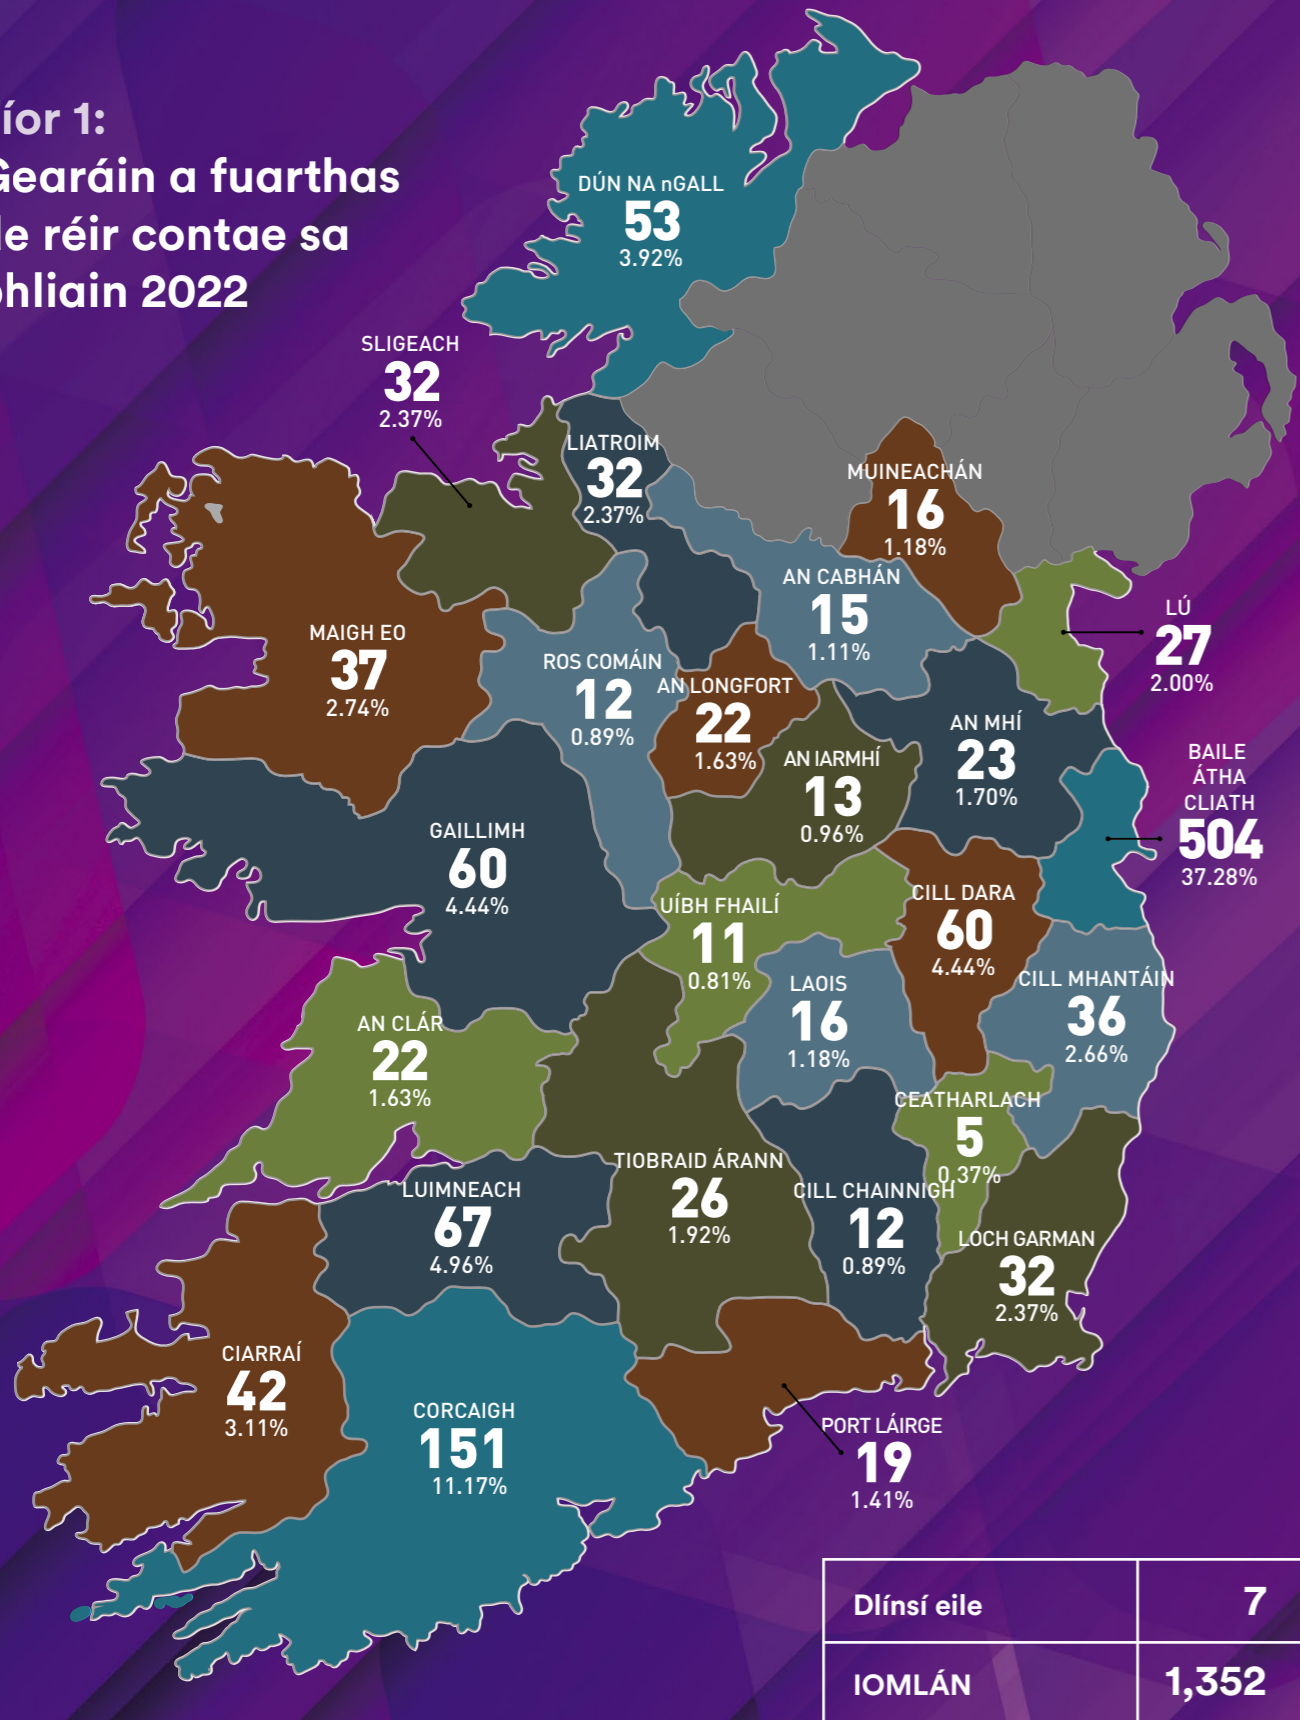 íor 1:
Gearáin a fuarthas
de réir contae sa
bhliain 2022
DÚN NA nGALL
53
3.92%
SLIGEACH
32
2.37%
LIATROIM
32
2.37%
MUINEACHÁN
16
1.18%
AN CABHÁN
15
1.11%
LÚ
27
2.00%
MAIGH EO
37
2.74%
ROS COMÁIN
12
0.89%
AN LONGFORT
22
1.63%
AN IARMHÍ
13
0.96%
AN MHÍ
23
1.70%
BAILE
ÁTHA
CLIATH
504
37.28%
GAILLIMH
60
4.44%
UÍBH FHAILÍ
11
0.81%
CILL DARA
60
4.44%
LAOIS
16
1.18%
CILL MHANTÁIN
36
2.66%
AN CLÁR
22
1.63%
CEATHARLACH
5
0.37%
TIOBRAID ÁRANN
26
1.92%
CILL CHAINNIGH
12
0.89%
LUIMNEACH
67
4.96%
LOCH GARMAN
32
2.37%
CIARRAÍ
42
3.11%
CORCAIGH
151
11.17%
PORT LÁIRGE
19
1.41%
Dlínsí eile 7
IOMLÁN 1,352